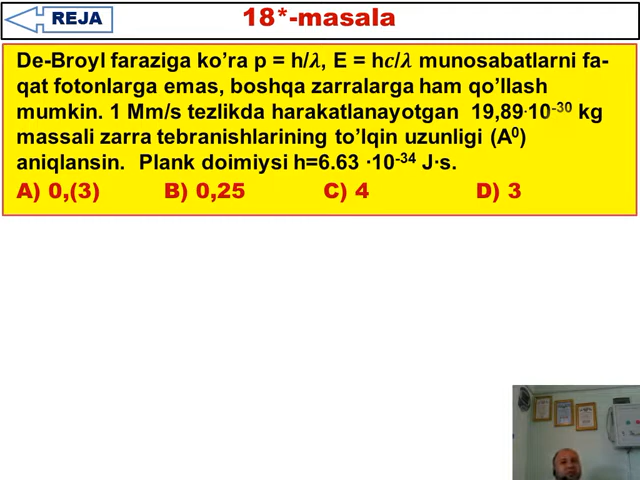 REJA
18*-masala
De-Broyl faraziga ko’ra p = h/𝜆, E = h𝑐/𝜆 munosabatlarni fa-
qat fotonlarga emas, boshqa zarralarga ham qo’llash
mumkin. 1 Mm/s tezlikda harakatlanayotgan 19,89·10⁻³⁰ kg
massali zarra tebranishlarining to’lqin uzunligi (A⁰)
aniqlansin. Plank doimiysi h=6.63 ·10⁻³⁴ J·s.
A) 0,(3) B) 0,25 C) 4 D) 3